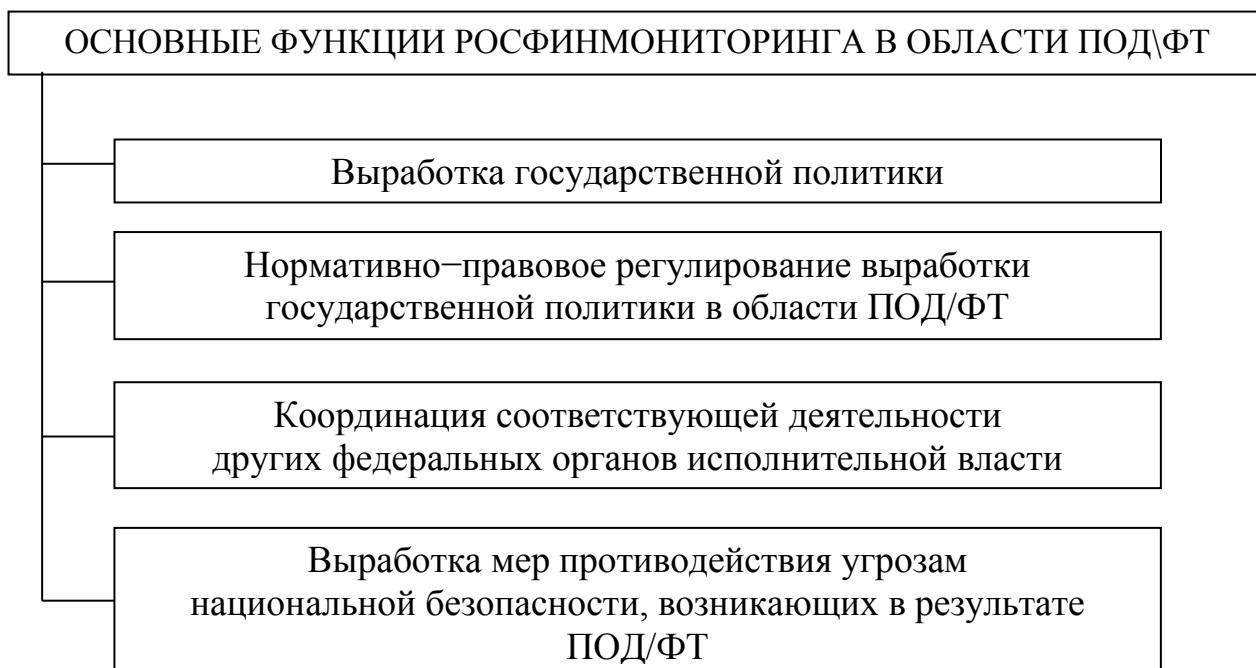 ОСНОВНЫЕ ФУНКЦИИ РОСФИНМОНИТОРИНГА В ОБЛАСТИ ПОД\ФТ
Выработка государственной политики
Нормативно−правовое регулирование выработки
государственной политики в области ПОД/ФТ
Координация соответствующей деятельности
других федеральных органов исполнительной власти
Выработка мер противодействия угрозам
национальной безопасности, возникающих в результате
ПОД/ФТ